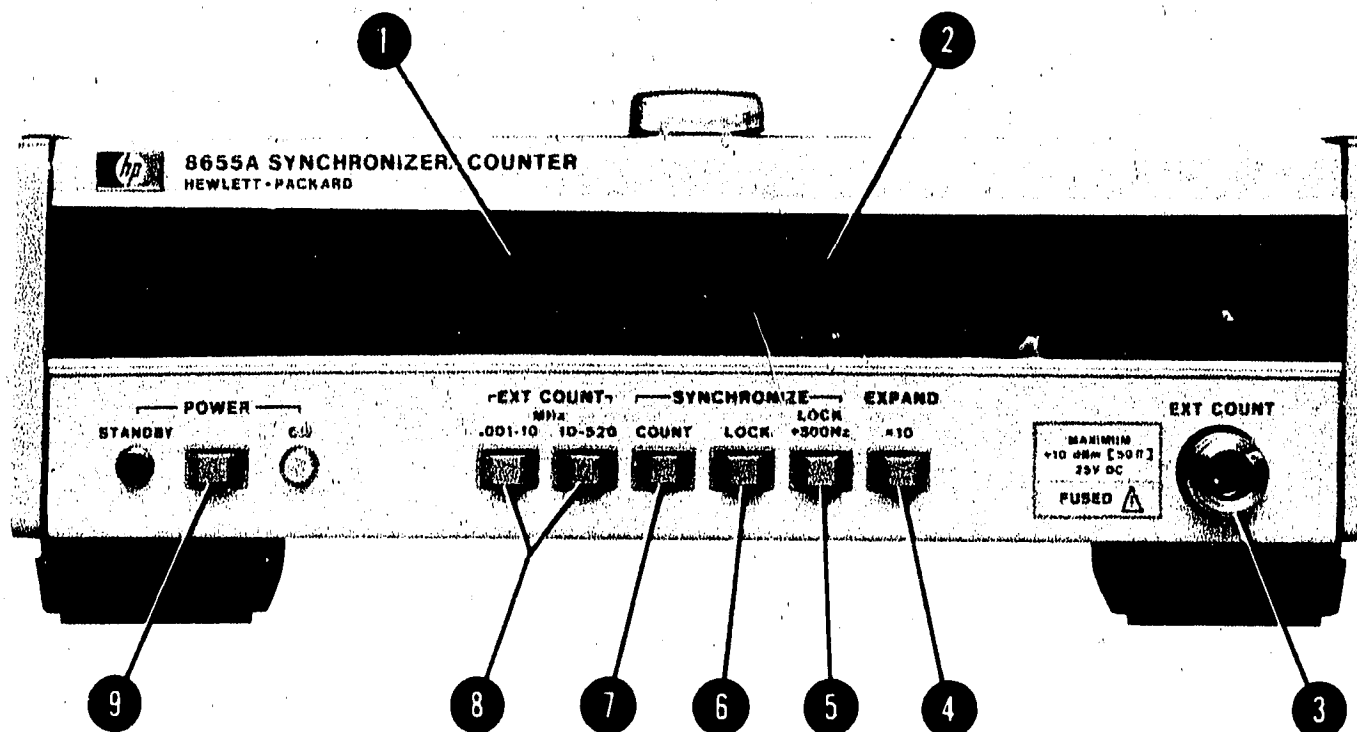 1
2
hp
8655A SYNCHRONIZER/COUNTER
HEWLETT·PACKARD
POWER
STANDBY
EXT COUNT
MHz
.001-10
10-520
SYNCHRONIZE
COUNT
LOCK
LOCK
+500Hz
EXPAND
×10
EXT COUNT
MAXIMUM
+10 dBm [50Ω]
25V DC
FUSED
9
8
7
6
5
4
3